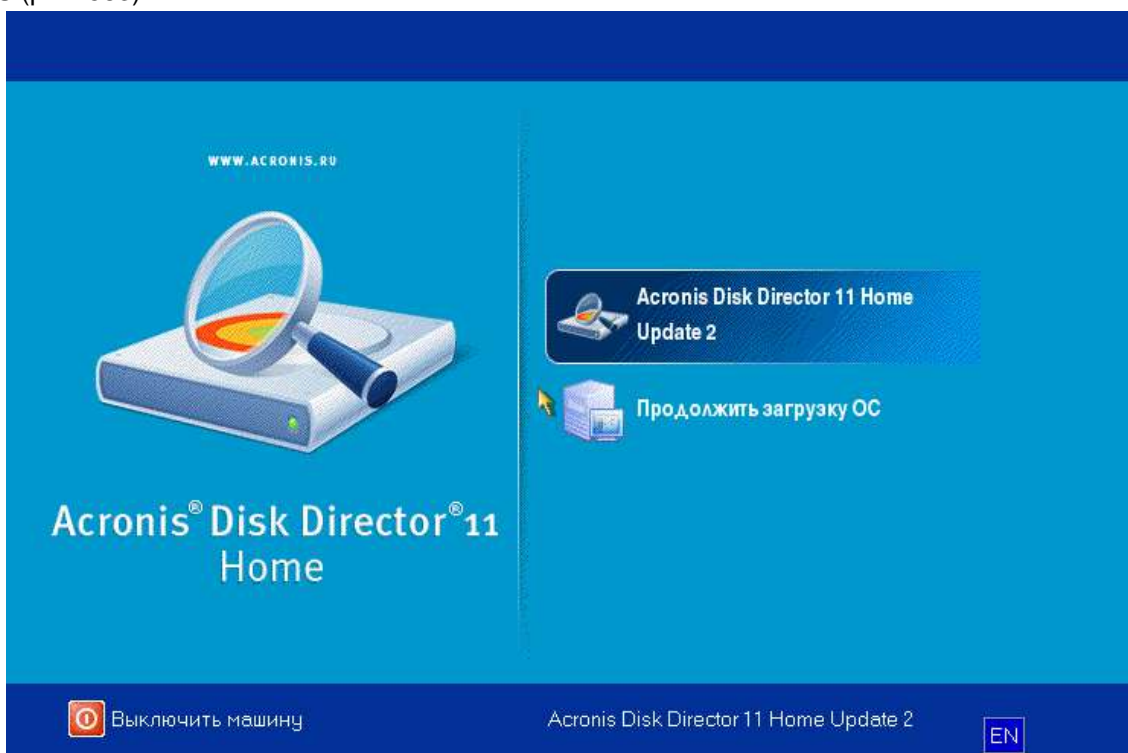 WWW.ACRONIS.RU
Acronis® Disk Director®11
Home
Acronis Disk Director 11 Home
Update 2
Продолжить загрузку ОС
Выключить машину
Acronis Disk Director 11 Home Update 2
EN